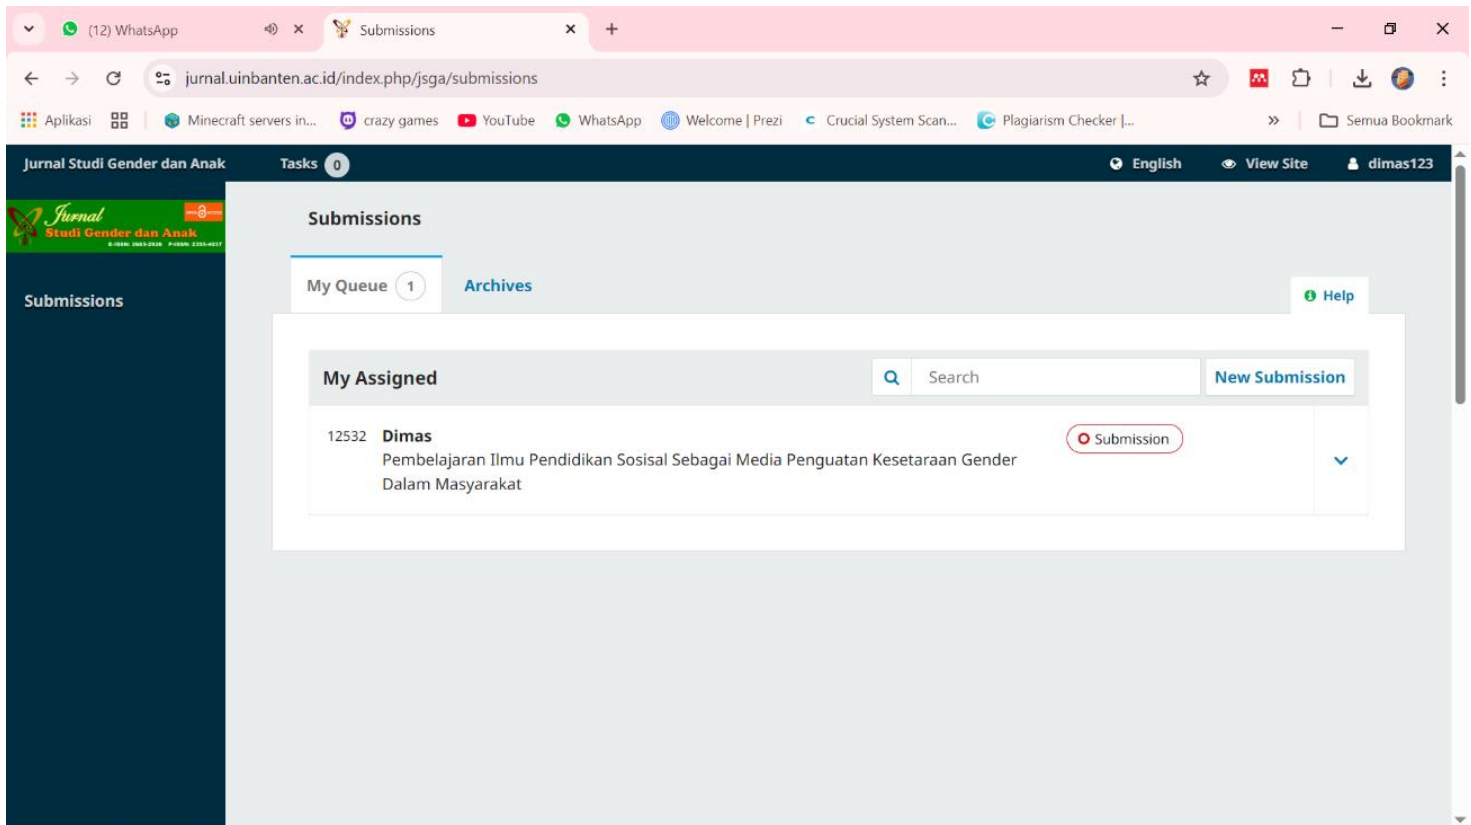 (12) WhatsApp
Submissions
jurnal.uinbanten.ac.id/index.php/jsga/submissions
Aplikasi
Minecraft servers in...
crazy games
YouTube
WhatsApp
Welcome | Prezi
Crucial System Scan...
Plagiarism Checker |...
»
Semua Bookmark
Jurnal Studi Gender dan Anak
Tasks 0
English
View Site
dimas123
Jurnal
Studi Gender dan Anak
Submissions
Submissions
My Queue 1
Archives
Help
My Assigned
Search
New Submission
12532 Dimas
Submission
Pembelajaran Ilmu Pendidikan Sosisal Sebagai Media Penguatan Kesetaraan Gender
Dalam Masyarakat